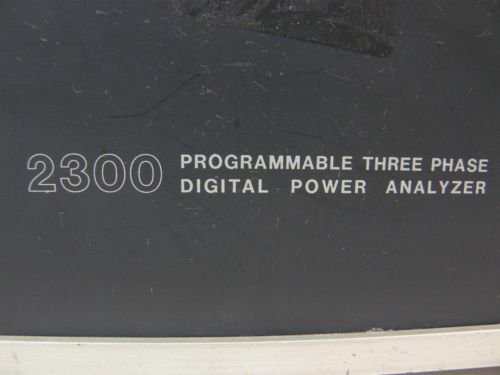 2300 PROGRAMMABLE THREE PHASE
DIGITAL POWER ANALYZER